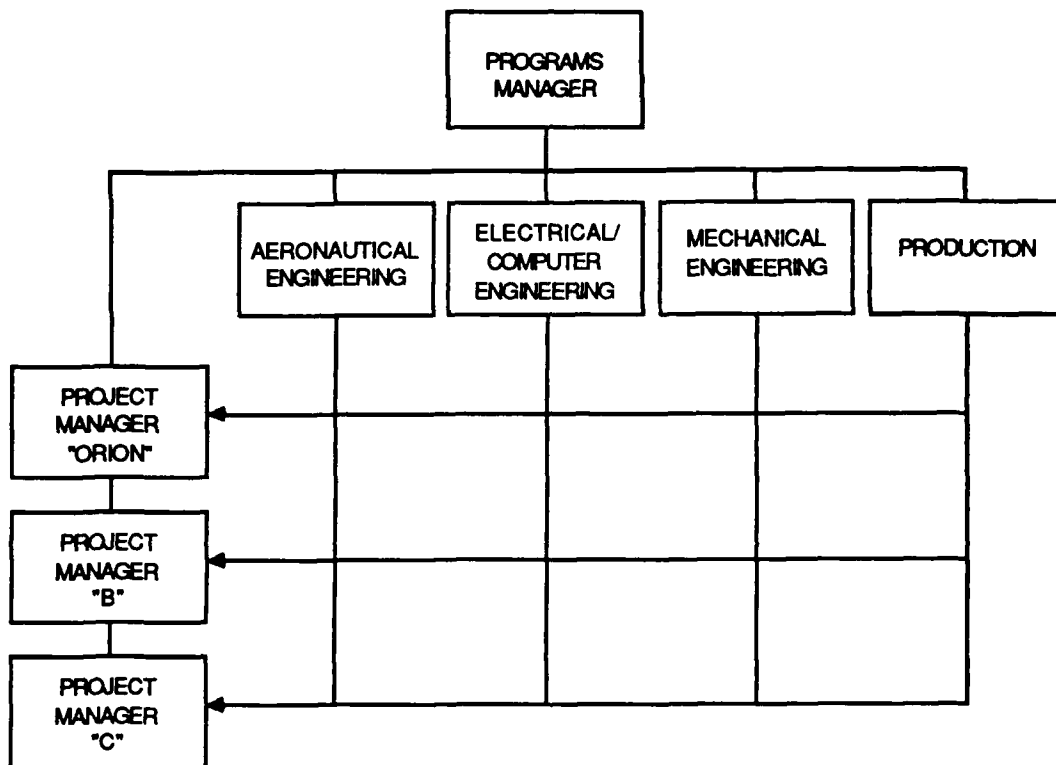 PROGRAMS
MANAGER
AERONAUTICAL
ENGINEERING
ELECTRICAL/
COMPUTER
ENGINEERING
MECHANICAL
ENGINEERING
PRODUCTION
PROJECT
MANAGER
"ORION"
PROJECT
MANAGER
"B"
PROJECT
MANAGER
"C"